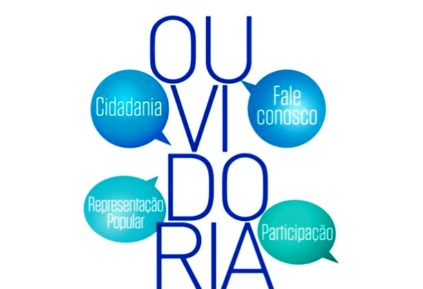 OU
Cidadania
Fale
conosco
VI
DO
Representação
Popular
Participação
RIA